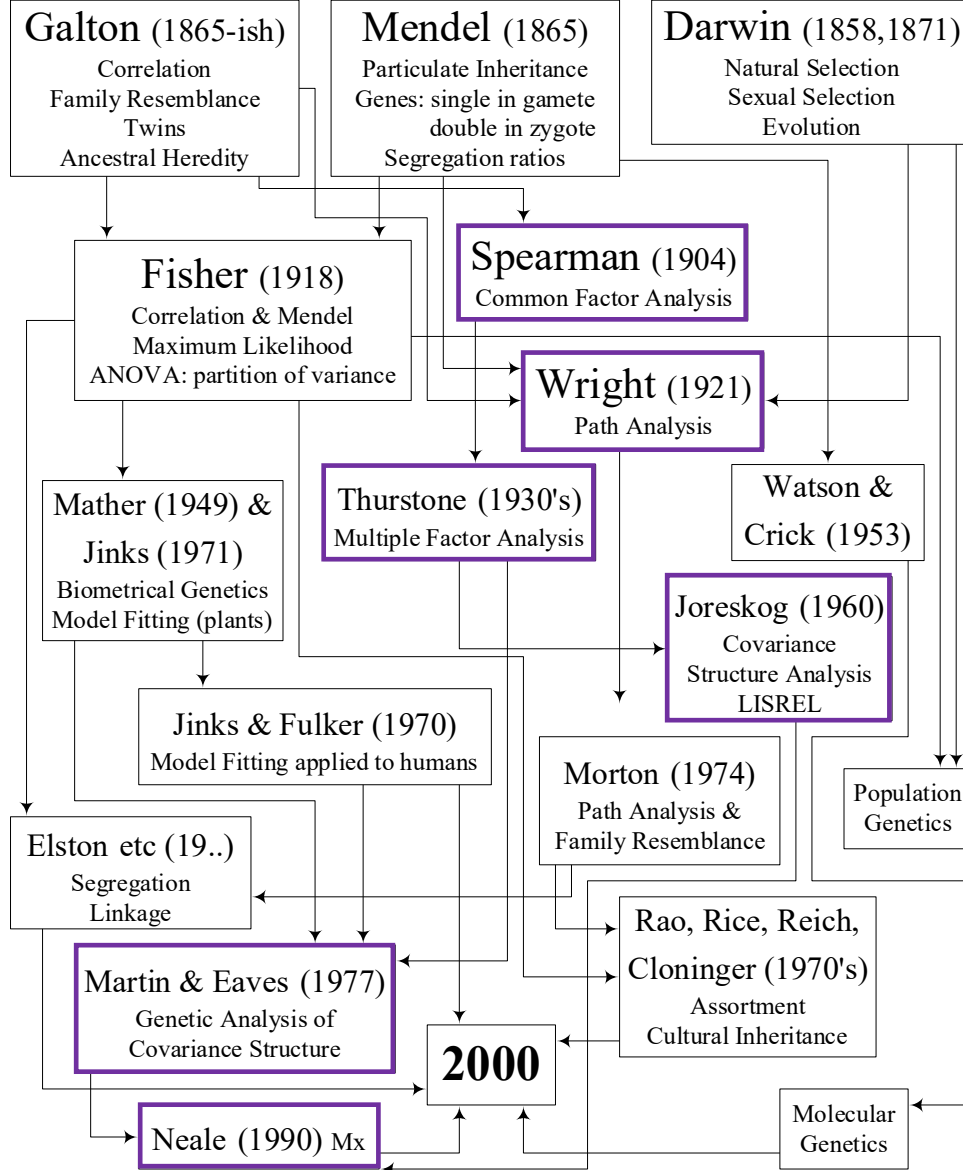 Galton (1865-ish)
Correlation
Family Resemblance
Twins
Ancestral Heredity
Mendel (1865)
Particulate Inheritance
Genes: single in gamete
double in zygote
Segregation ratios
Darwin (1858,1871)
Natural Selection
Sexual Selection
Evolution
Spearman (1904)
Common Factor Analysis
Fisher (1918)
Correlation & Mendel
Maximum Likelihood
ANOVA: partition of variance
Wright (1921)
Path Analysis
Mather (1949) &
Jinks (1971)
Biometrical Genetics
Model Fitting (plants)
Thurstone (1930's)
Multiple Factor Analysis
Watson &
Crick (1953)
Joreskog (1960)
Covariance
Structure Analysis
LISREL
Jinks & Fulker (1970)
Model Fitting applied to humans
Morton (1974)
Path Analysis &
Family Resemblance
Population
Genetics
Elston etc (19..)
Segregation
Linkage
Rao, Rice, Reich,
Cloninger (1970's)
Assortment
Cultural Inheritance
Martin & Eaves (1977)
Genetic Analysis of
Covariance Structure
2000
Molecular
Genetics
Neale (1990) Mx